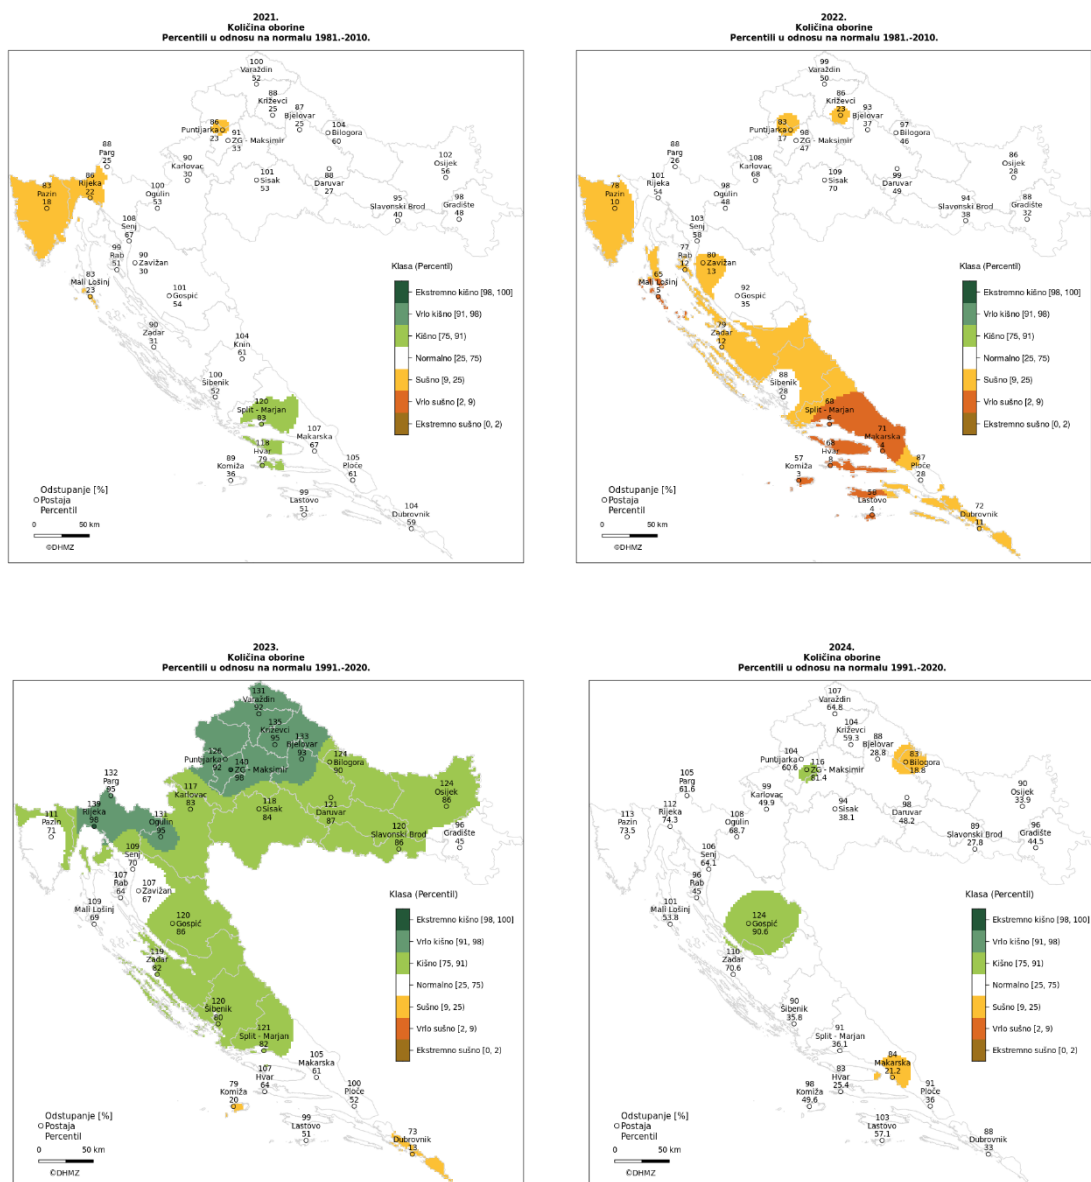 2021.
Količina oborine
Percentili u odnosu na normalu 1981.-2010.
100
Varaždin
52
88
Križevci
25
87
Bjelovar
25
104
Bilogora
60
86
Puntijarka
23
91
ZG - Maksimir
33
88
Parg
25
90
Karlovac
30
101
Sisak
53
88
Daruvar
27
102
Osijek
56
83
Pazin
18
86
Rijeka
22
100
Ogulin
53
95
Slavonski Brod
40
98
Gradište
48
108
Senj
67
99
Rab
51
90
Zavižan
30
83
Mali Lošinj
23
101
Gospić
54
90
Zadar
31
104
Knin
61
100
Šibenik
52
120
Split - Marjan
83
107
Makarska
67
118
Hvar
79
89
Komiža
36
105
Ploče
61
99
Lastovo
51
104
Dubrovnik
59
Klasa (Percentil)
Ekstremno kišno [98, 100]
Vrlo kišno [91, 98)
Kišno [75, 91)
Normalno [25, 75)
Sušno [9, 25)
Vrlo sušno [2, 9)
Ekstremno sušno [0, 2)
Odstupanje [%]
Postaja
Percentil
0 50 km
©DHMZ
2022.
Količina oborine
Percentili u odnosu na normalu 1981.-2010.
99
Varaždin
50
86
Križevci
23
93
Bjelovar
37
97
Bilogora
46
83
Puntijarka
17
98
ZG - Maksimir
47
88
Parg
26
108
Karlovac
68
109
Sisak
70
99
Daruvar
49
86
Osijek
28
78
Pazin
10
101
Rijeka
54
98
Ogulin
48
94
Slavonski Brod
38
88
Gradište
32
103
Senj
58
77
Rab
12
80
Zavižan
13
65
Mali Lošinj
5
92
Gospić
35
79
Zadar
12
88
Šibenik
28
68
Split - Marjan
6
71
Makarska
4
68
Hvar
8
57
Komiža
3
87
Ploče
28
58
Lastovo
4
72
Dubrovnik
11
Klasa (Percentil)
Ekstremno kišno [98, 100]
Vrlo kišno [91, 98)
Kišno [75, 91)
Normalno [25, 75)
Sušno [9, 25)
Vrlo sušno [2, 9)
Ekstremno sušno [0, 2)
Odstupanje [%]
Postaja
Percentil
0 50 km
©DHMZ
2023.
Količina oborine
Percentili u odnosu na normalu 1991.-2020.
131
Varaždin
92
135
Križevci
95
133
Bjelovar
93
124
Bilogora
90
126
Puntijarka
92
140
ZG - Maksimir
98
132
Parg
95
117
Karlovac
83
118
Sisak
84
121
Daruvar
87
124
Osijek
86
111
Pazin
71
139
Rijeka
98
131
Ogulin
95
120
Slavonski Brod
86
96
Gradište
45
109
Senj
70
107
Rab
64
107
Zavižan
67
109
Mali Lošinj
69
120
Gospić
86
119
Zadar
82
120
Šibenik
80
121
Split - Marjan
82
105
Makarska
61
107
Hvar
64
79
Komiža
20
100
Ploče
52
99
Lastovo
51
73
Dubrovnik
13
Klasa (Percentil)
Ekstremno kišno [98, 100]
Vrlo kišno [91, 98)
Kišno [75, 91)
Normalno [25, 75)
Sušno [9, 25)
Vrlo sušno [2, 9)
Ekstremno sušno [0, 2)
Odstupanje [%]
Postaja
Percentil
0 50 km
©DHMZ
2024.
Količina oborine
Percentili u odnosu na normalu 1991.-2020.
107
Varaždin
64.8
104
Križevci
59.3
88
Bjelovar
28.8
83
Bilogora
18.8
104
Puntijarka
60.6
116
ZG - Maksimir
81.4
105
Parg
61.6
99
Karlovac
49.9
94
Sisak
38.1
98
Daruvar
48.2
90
Osijek
33.9
113
Pazin
73.5
112
Rijeka
74.3
108
Ogulin
68.7
89
Slavonski Brod
27.8
96
Gradište
44.5
106
Senj
64.1
96
Rab
45
101
Mali Lošinj
53.8
124
Gospić
90.6
110
Zadar
70.6
90
Šibenik
35.8
91
Split - Marjan
36.1
84
Makarska
21.2
83
Hvar
25.4
98
Komiža
49.6
91
Ploče
36
103
Lastovo
57.1
88
Dubrovnik
33
Klasa (Percentil)
Ekstremno kišno [98, 100]
Vrlo kišno [91, 98)
Kišno [75, 91)
Normalno [25, 75)
Sušno [9, 25)
Vrlo sušno [2, 9)
Ekstremno sušno [0, 2)
Odstupanje [%]
Postaja
Percentil
0 50 km
©DHMZ